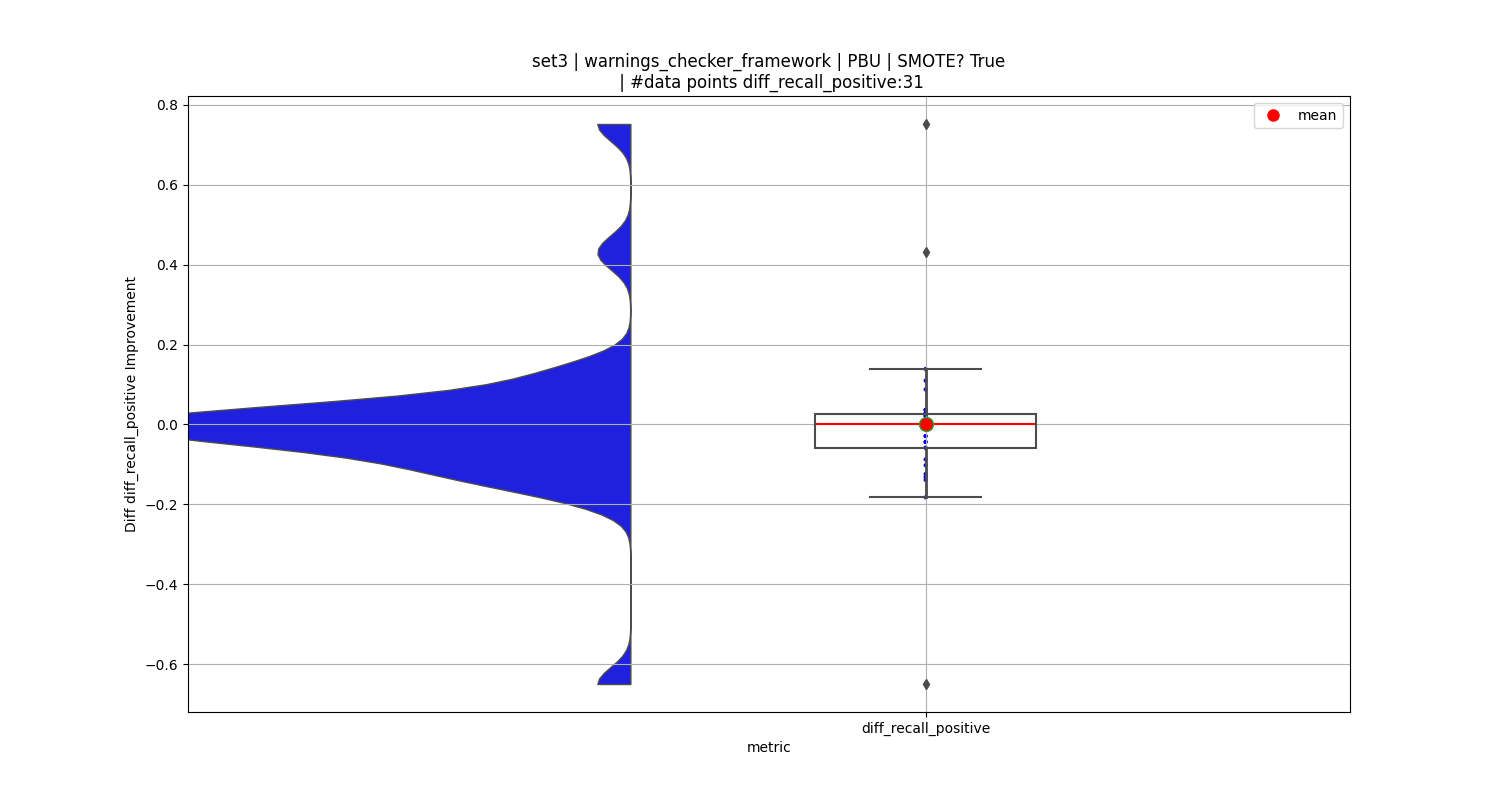 set3 | warnings_checker_framework | PBU | SMOTE? True
| #data points diff_recall_positive:31
mean
0.8
0.6
0.4
0.2
0.0
−0.2
−0.4
−0.6
Diff diff_recall_positive Improvement
diff_recall_positive
metric